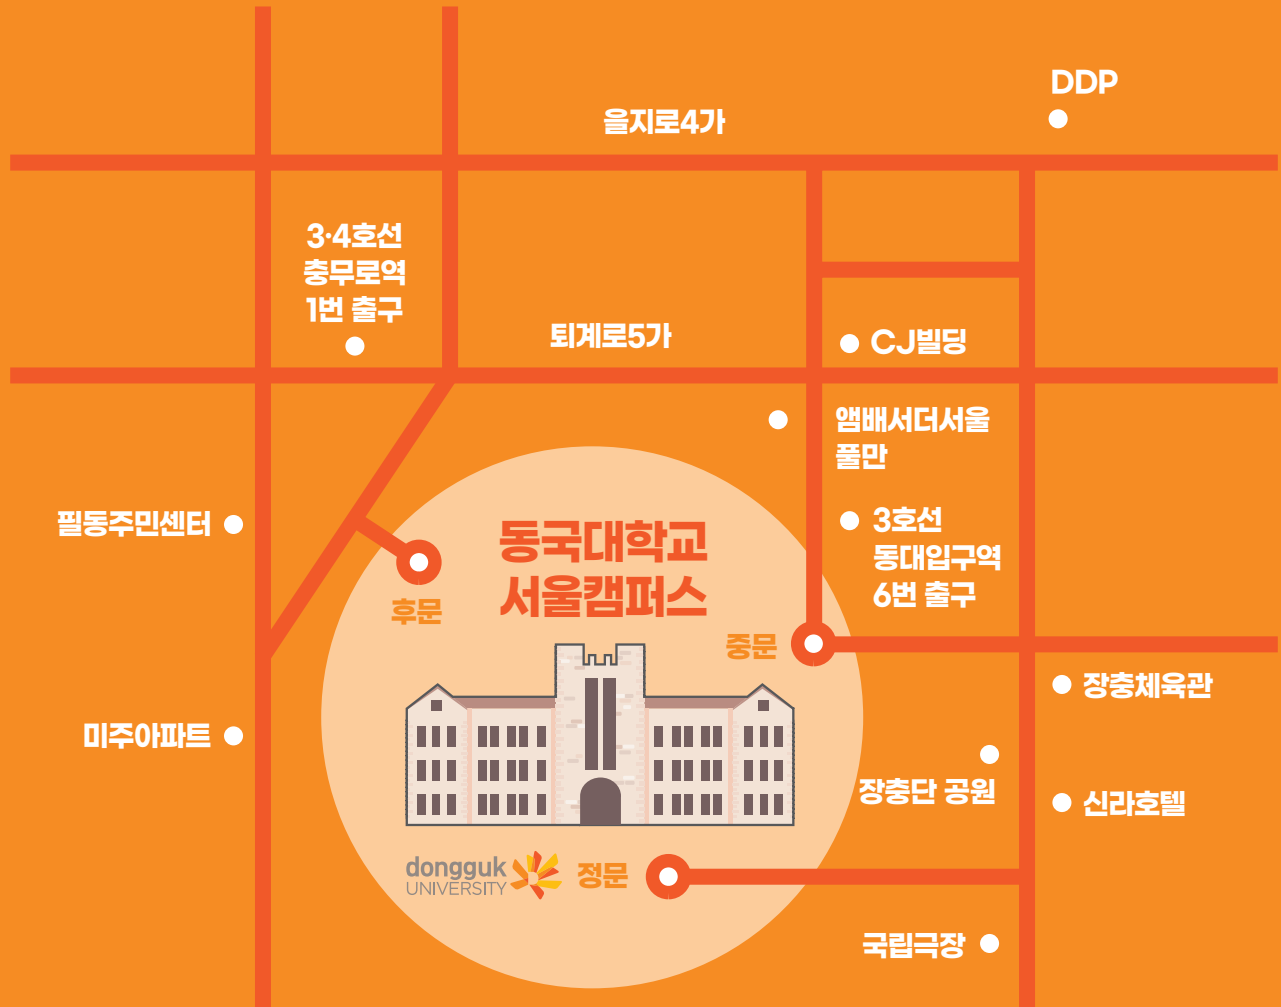 DDP
을지로4가
3·4호선
충무로역
1번 출구
퇴계로5가
CJ빌딩
앰배서더서울
풀만
필동주민센터
3호선
동대입구역
6번 출구
동국대학교
서울캠퍼스
후문
중문
장충체육관
미주아파트
장충단 공원
신라호텔
dongguk
UNIVERSITY
정문
국립극장